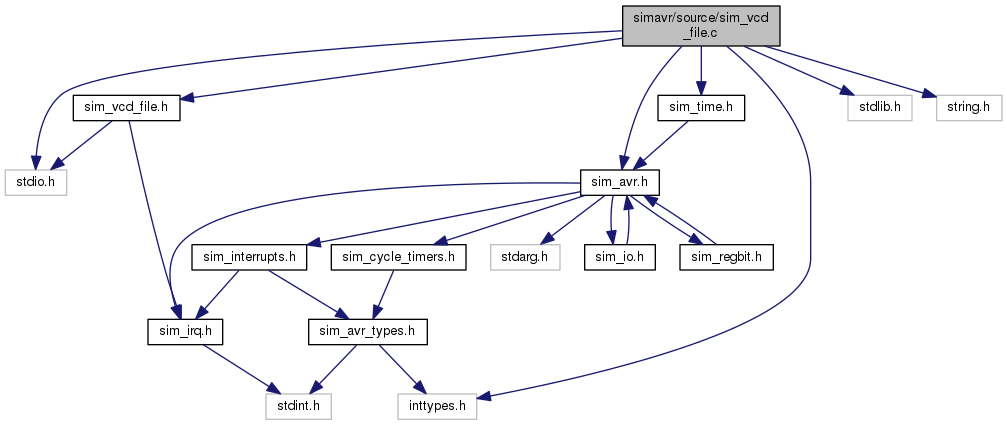 simavr/source/sim_vcd
_file.c
sim_vcd_file.h
sim_time.h
stdlib.h
string.h
stdio.h
sim_avr.h
sim_interrupts.h
sim_cycle_timers.h
stdarg.h
sim_io.h
sim_regbit.h
sim_irq.h
sim_avr_types.h
stdint.h
inttypes.h